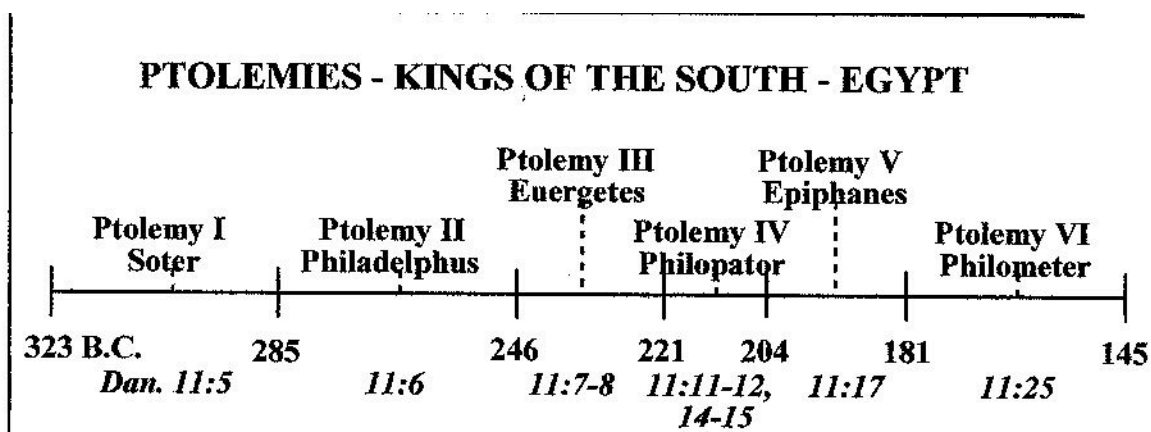 PTOLEMIES - KINGS OF THE SOUTH - EGYPT
Ptolemy III Ptolemy V
Euergetes Epiphanes
Ptolemy I Ptolemy II Ptolemy IV Ptolemy VI
Soter Philadelphus Philopator Philometer
323 B.C. 285 246 221 204 181 145
Dan. 11:5 11:6 11:7-8 11:11-12, 11:17 11:25
14-15